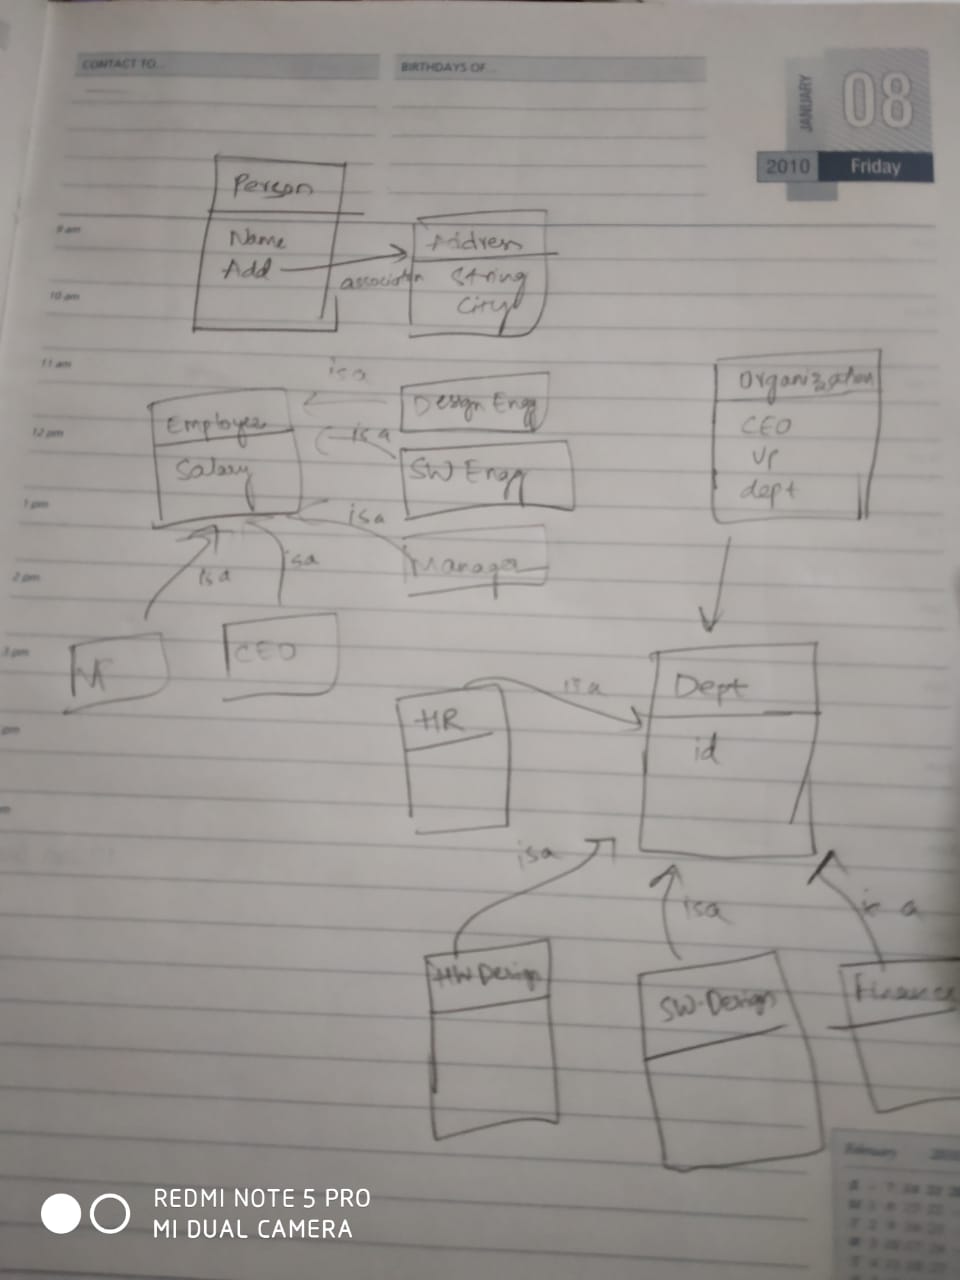 CONTACT TO...
BIRTHDAYS OF...
JANUARY
08
2010 Friday
Person
Name
Add
association
Address
String
City
9 am
10 am
11 am
12 pm
1 pm
2 pm
3 pm
pm
Employee
Salary
isa
Design Engg
isa
SW Engg
isa
Manager
isa
isa
VP
CEO
Organization
CEO
VP
dept
Dept
id
isa
HR
isa
HW Design
isa
SW-Design
is a
Finance
February
REDMI NOTE 5 PRO
MI DUAL CAMERA